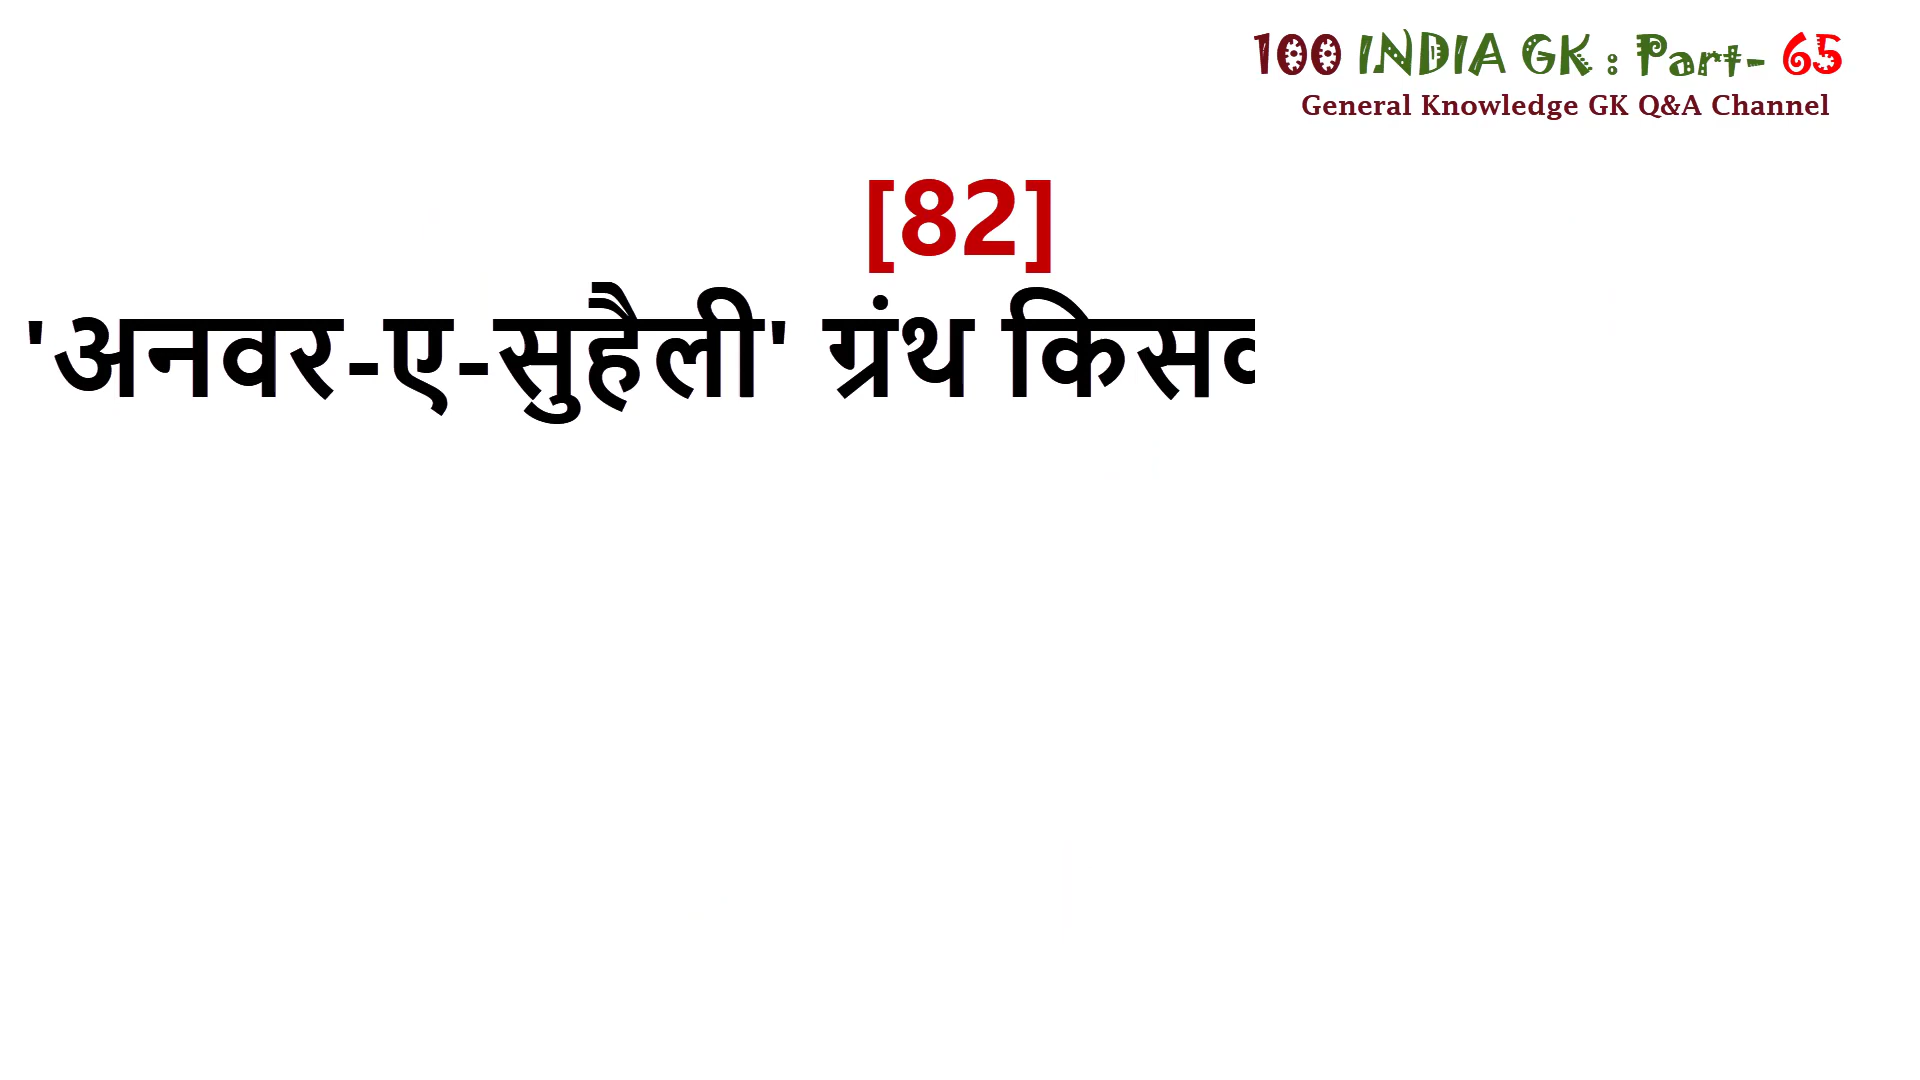 100 INDIA GK : Part- 65
General Knowledge GK Q&A Channel
[82]
'अनवर-ए-सुहैली' ग्रंथ